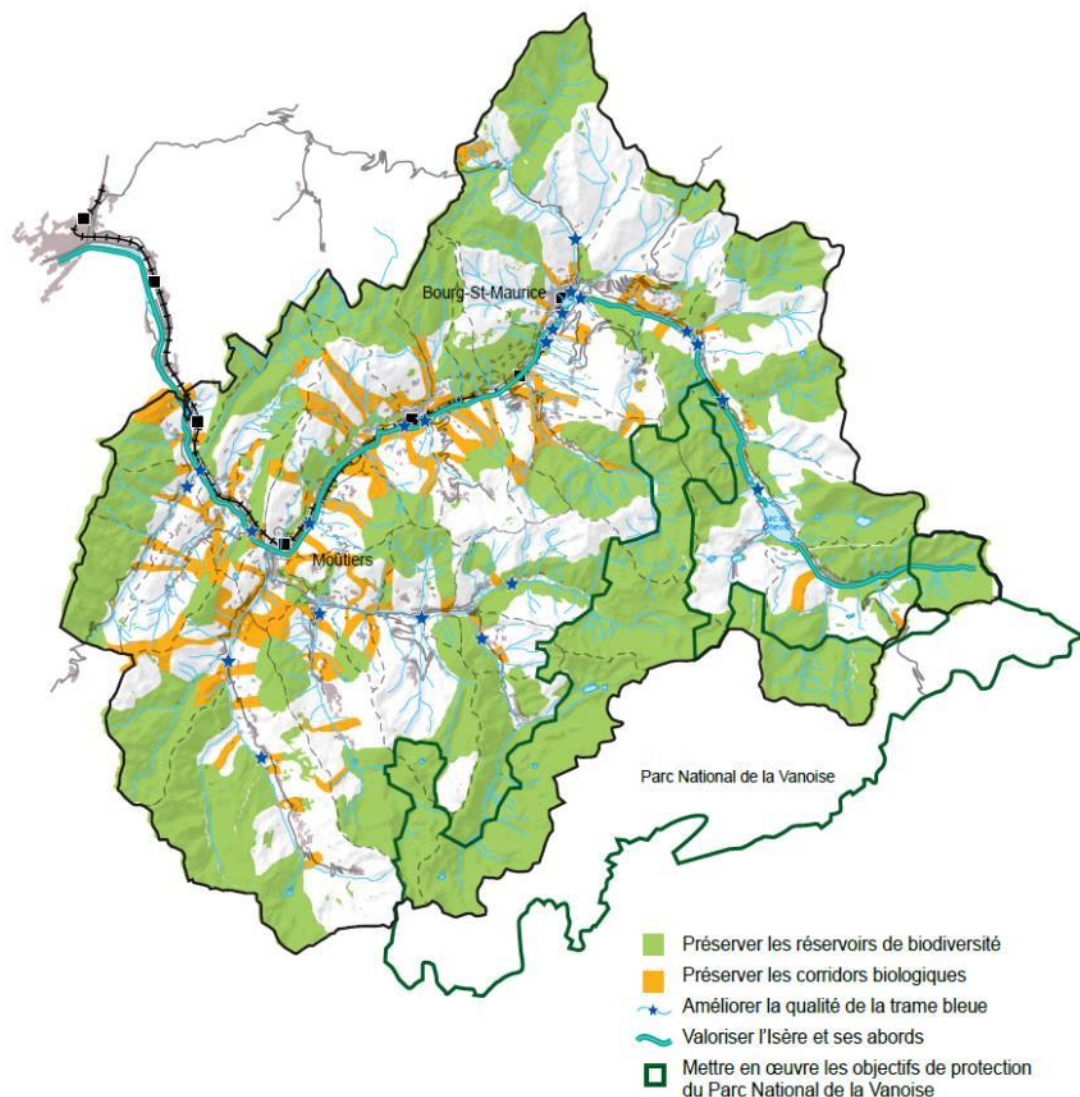 Bourg-St-Maurice
Moûtiers
Parc National de la Vanoise
Préserver les réservoirs de biodiversité
Préserver les corridors biologiques
Améliorer la qualité de la trame bleue
Valoriser l'Isère et ses abords
Mettre en œuvre les objectifs de protection
du Parc National de la Vanoise